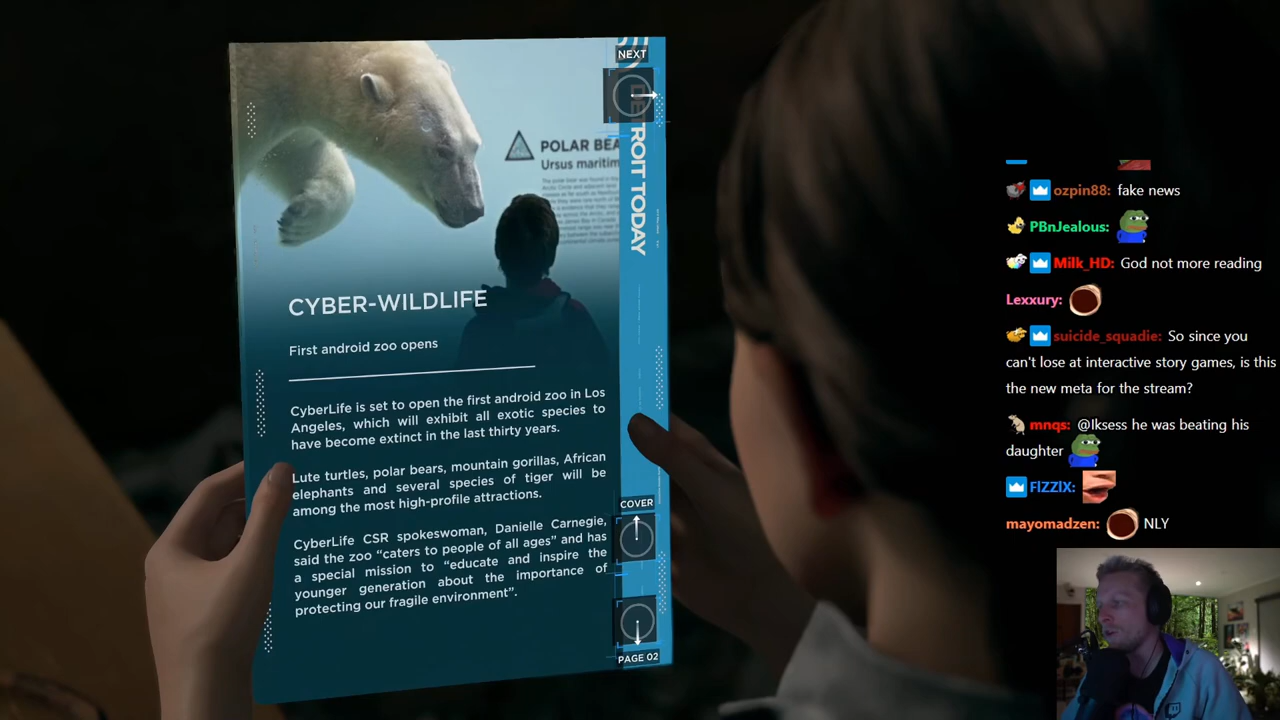 NEXT
DETROIT TODAY
POLAR BEA
Ursus maritim
CYBER-WILDLIFE
First android zoo opens
CyberLife is set to open the first android zoo in Los
Angeles, which will exhibit all exotic species to
have become extinct in the last thirty years.
Lute turtles, polar bears, mountain gorillas, African
elephants and several species of tiger will be
among the most high-profile attractions.
CyberLife CSR spokeswoman, Danielle Carnegie,
said the zoo “caters to people of all ages” and has
a special mission to “educate and inspire the
younger generation about the importance of
protecting our fragile environment”.
COVER
PAGE 02
ozpin88: fake news
PBnJealous:
Milk_HD: God not more reading
Lexxury:
suicide_squadie: So since you
can't lose at interactive story games, is this
the new meta for the stream?
mnqs: @lksess he was beating his
daughter
FIZZIX:
mayomadzen: NLY